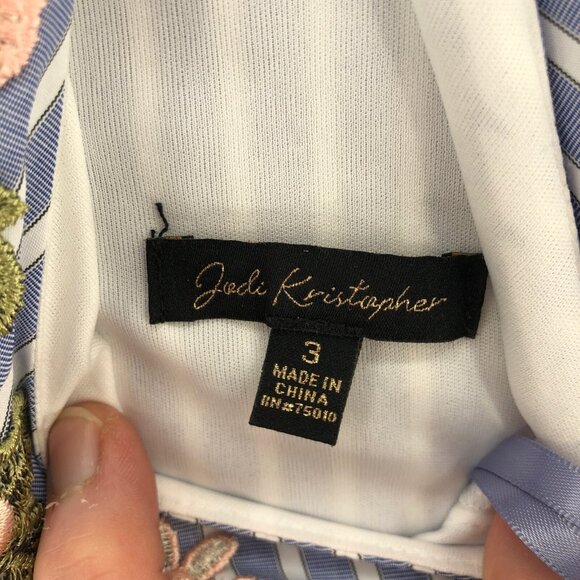 Jodi Kristopher
3
MADE IN
CHINA
RN#75010